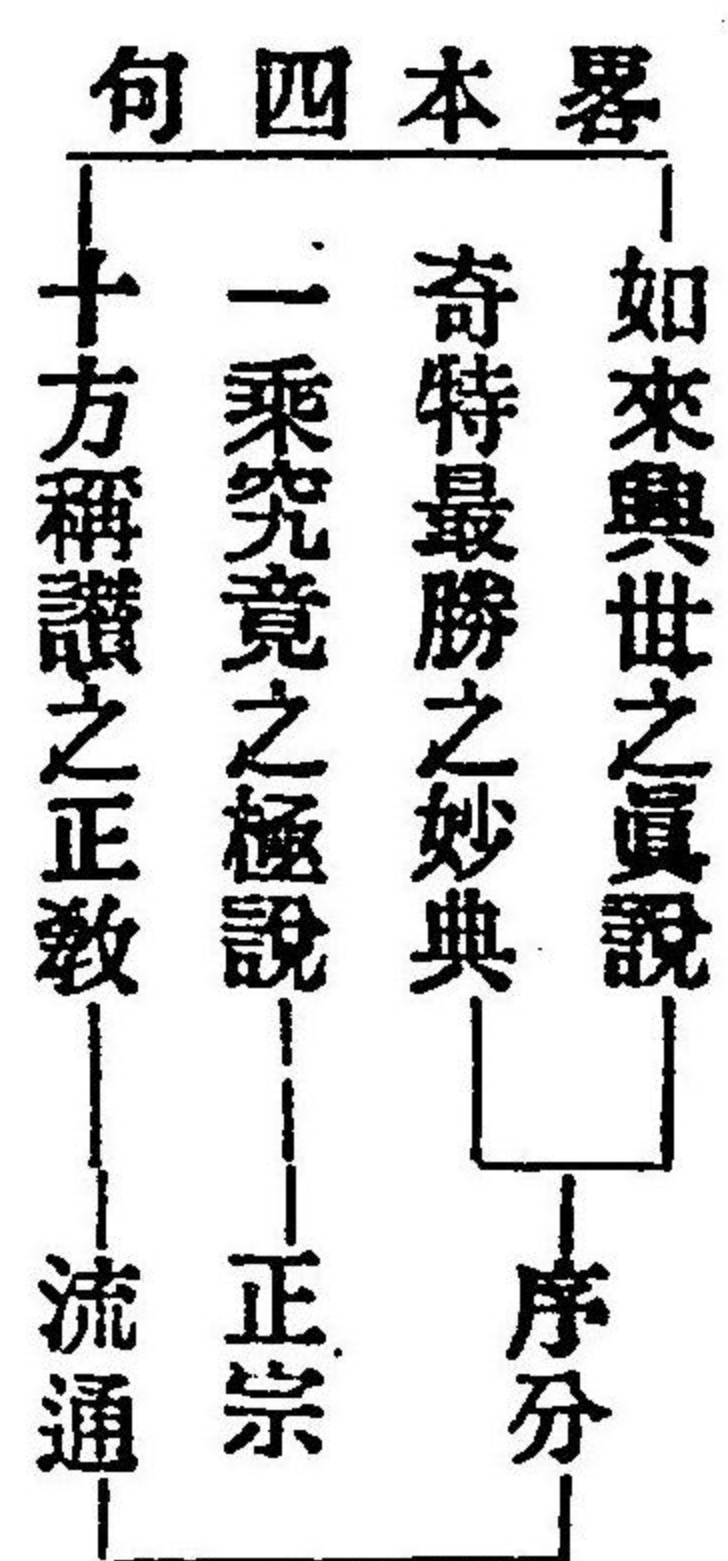 畧本四句
如來興世之眞說
奇特最勝之妙典
一乘究竟之極說
十方稱讃之正教
序分
正宗
流通